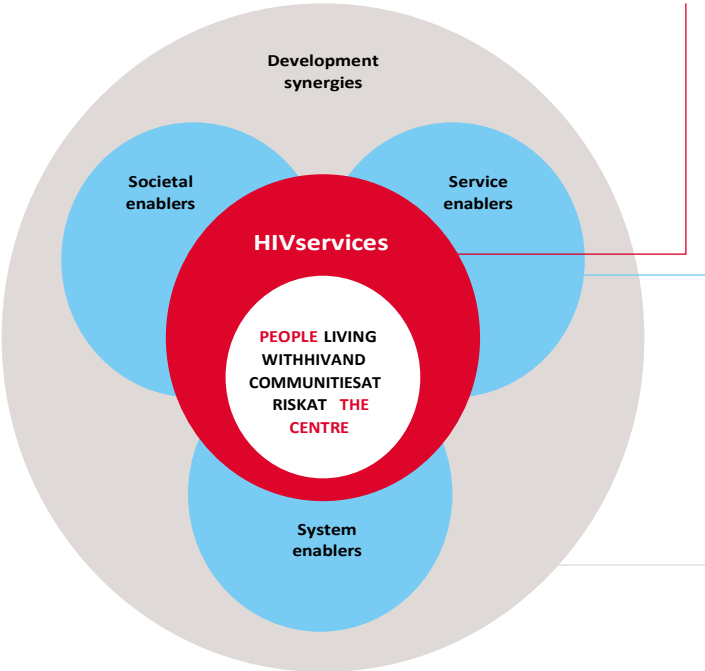 Development
synergies
Societal
enablers
Service
enablers
HIVservices
PEOPLE LIVING
WITHHIVAND
COMMUNITIESAT
RISKAT THE
CENTRE
System
enablers